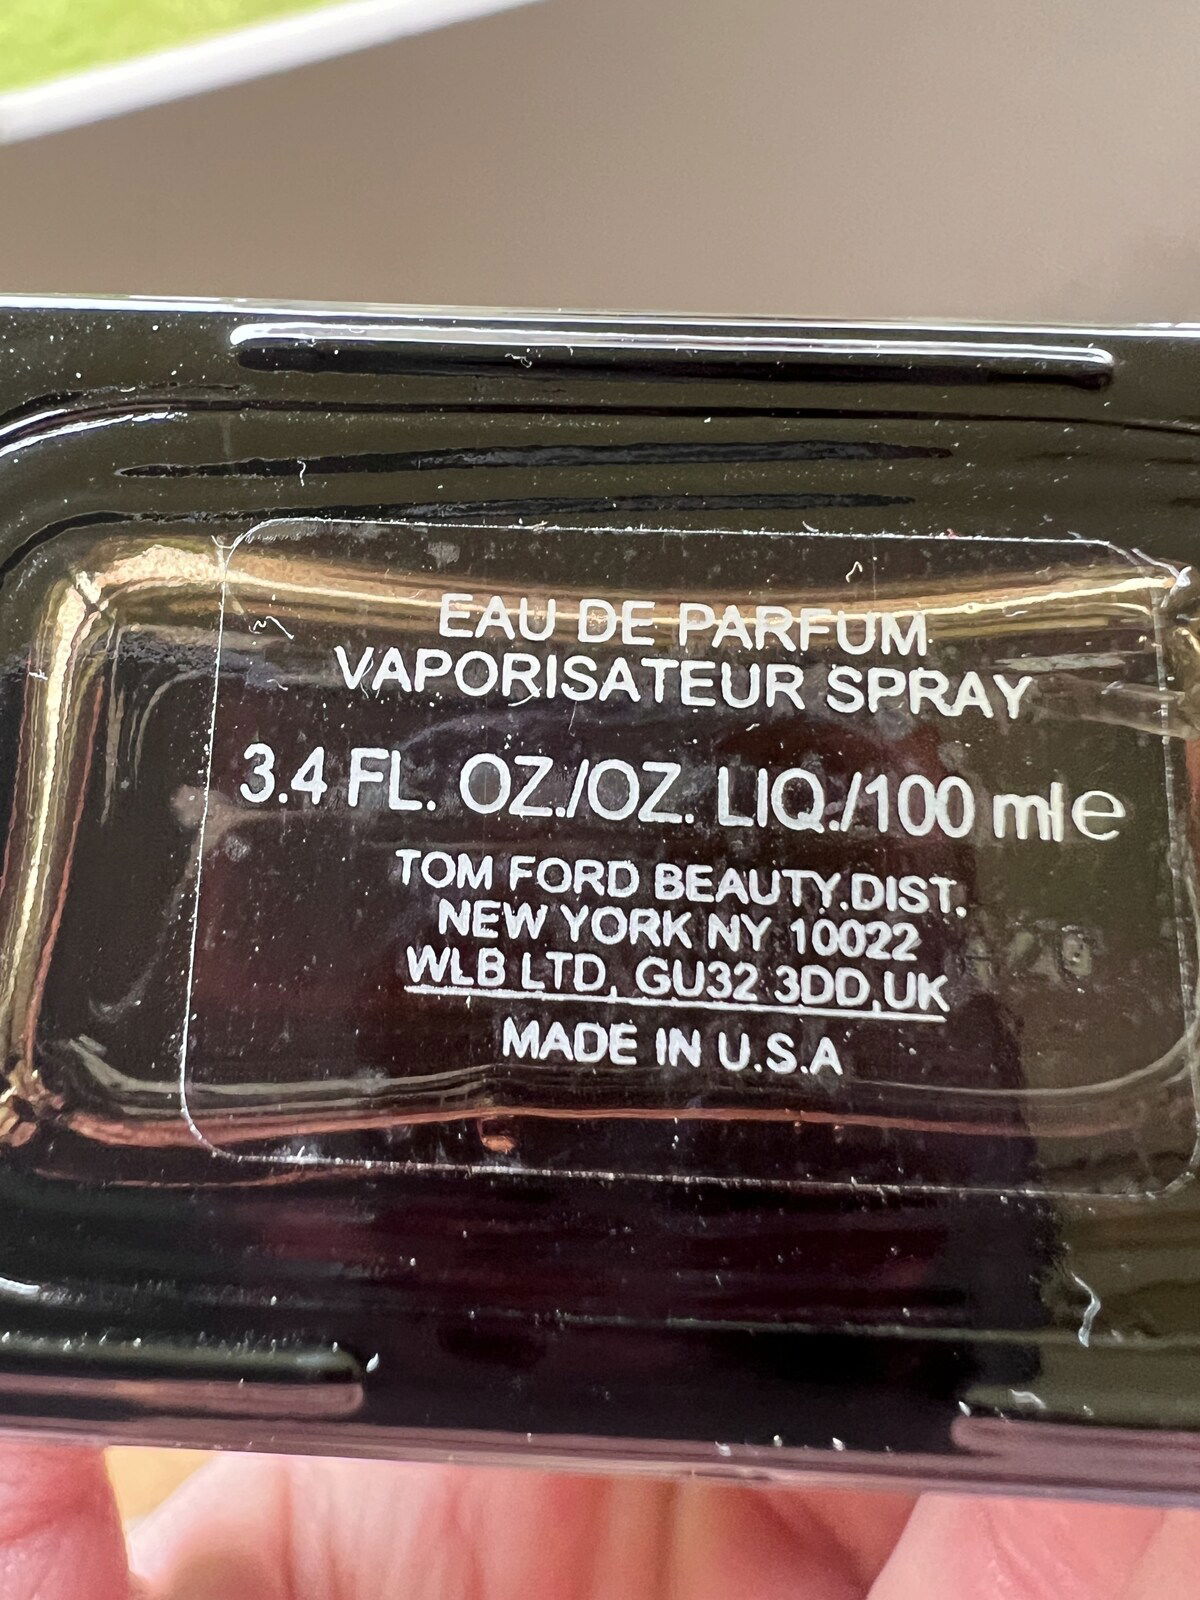 EAU DE PARFUM
VAPORISATEUR SPRAY
3.4 FL. OZ./OZ. LIQ./100 ml e
TOM FORD BEAUTY.DIST.
NEW YORK NY 10022
WLB LTD, GU32 3DD,UK
MADE IN U.S.A